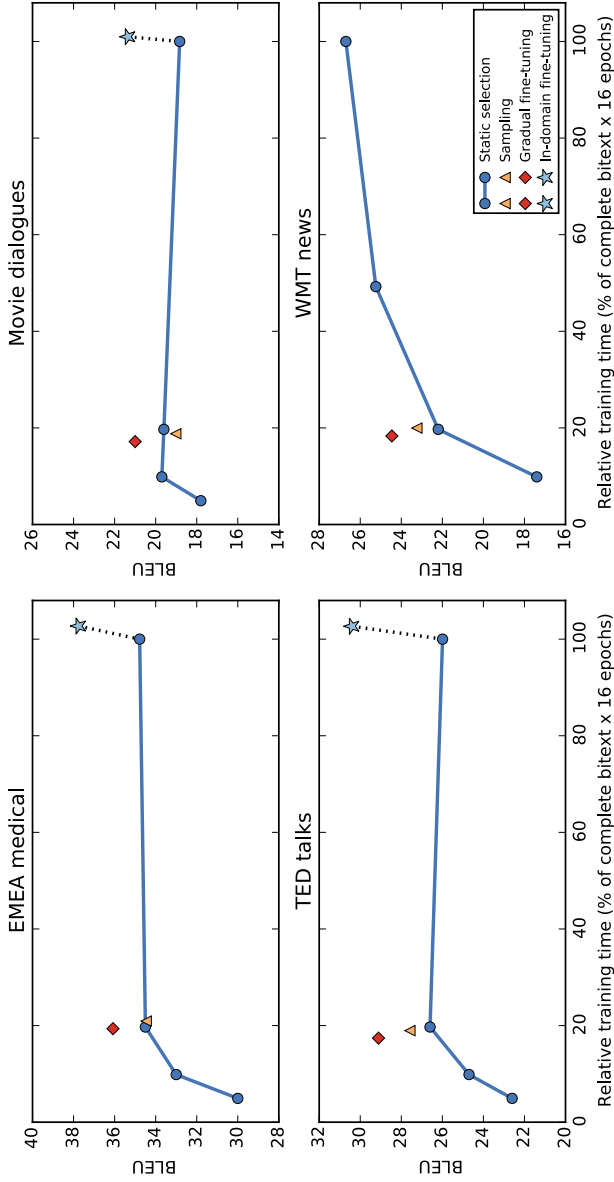 EMEA medical
BLEU
40
38
36
34
32
30
28
Movie dialogues
BLEU
26
24
22
20
18
16
14
TED talks
BLEU
32
30
28
26
24
22
20
0 20 40 60 80 100
Relative training time (% of complete bitext x 16 epochs)
WMT news
BLEU
28
26
24
22
20
18
16
0 20 40 60 80 100
Relative training time (% of complete bitext x 16 epochs)
Static selection
Sampling
Gradual fine-tuning
In-domain fine-tuning